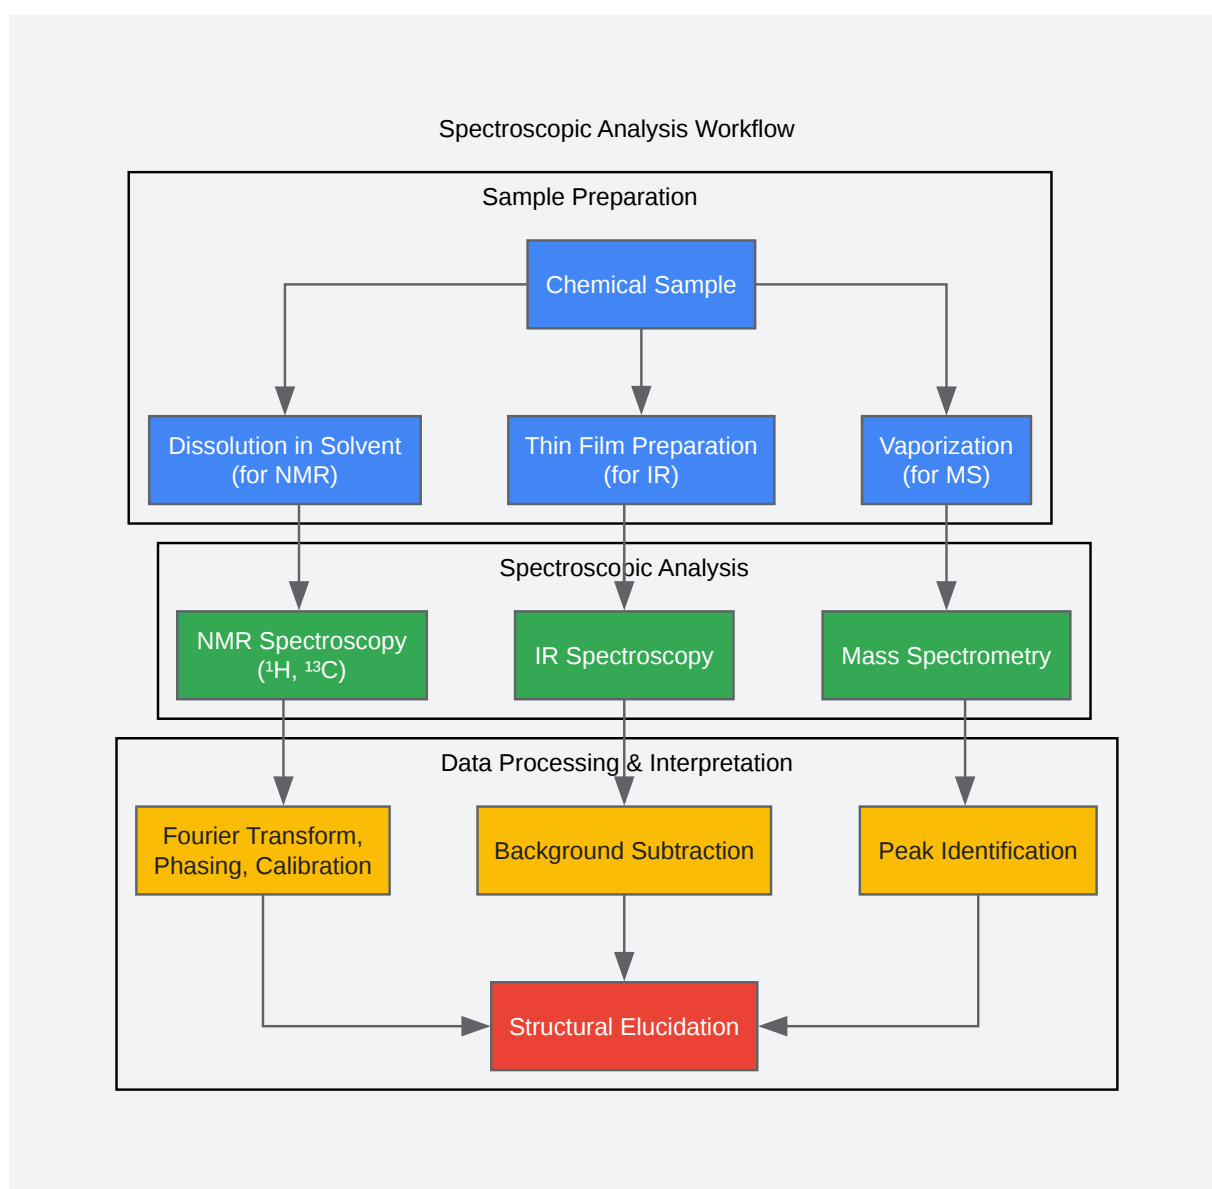 Spectroscopic Analysis Workflow
Sample Preparation
Chemical Sample
Dissolution in Solvent
(for NMR)
Thin Film Preparation
(for IR)
Vaporization
(for MS)
Spectroscopic Analysis
NMR Spectroscopy
(¹H, ¹³C)
IR Spectroscopy
Mass Spectrometry
Data Processing & Interpretation
Fourier Transform,
Phasing, Calibration
Background Subtraction
Peak Identification
Structural Elucidation